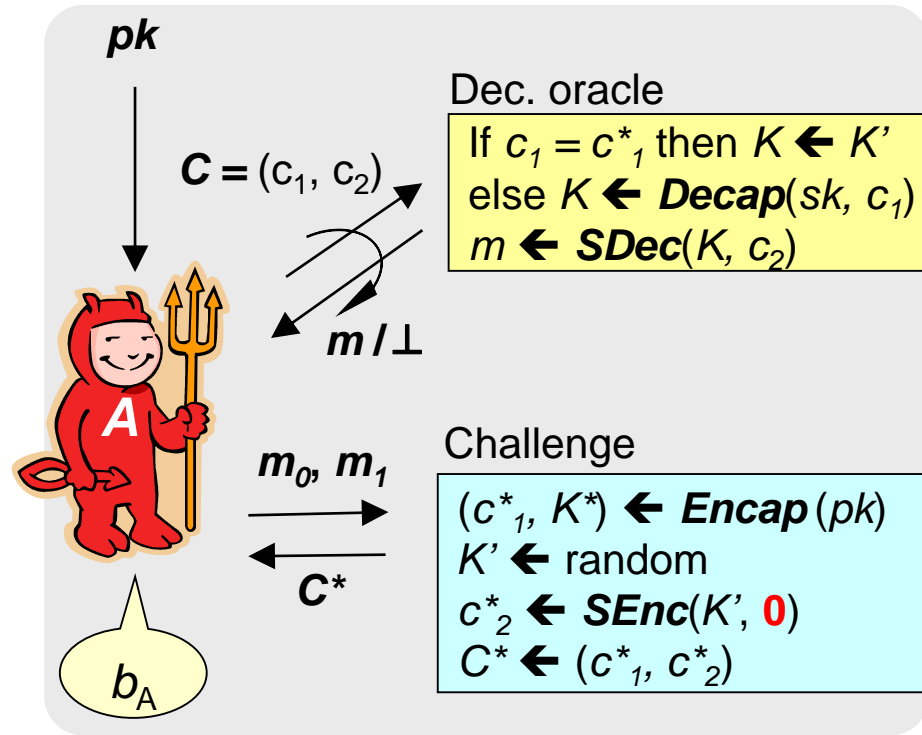 pk
Dec. oracle
C = (c₁, c₂)
If c₁ = c*₁ then K 🡸 K’
else K 🡸 Decap(sk, c₁)
m 🡸 SDec(K, c₂)
m / ⊥
A
Challenge
m₀, m₁
(c*₁, K*) 🡸 Encap (pk)
K’ 🡸 random
C*
c*₂ 🡸 SEnc(K’, 0)
C* 🡸 (c*₁, c*₂)
b_A